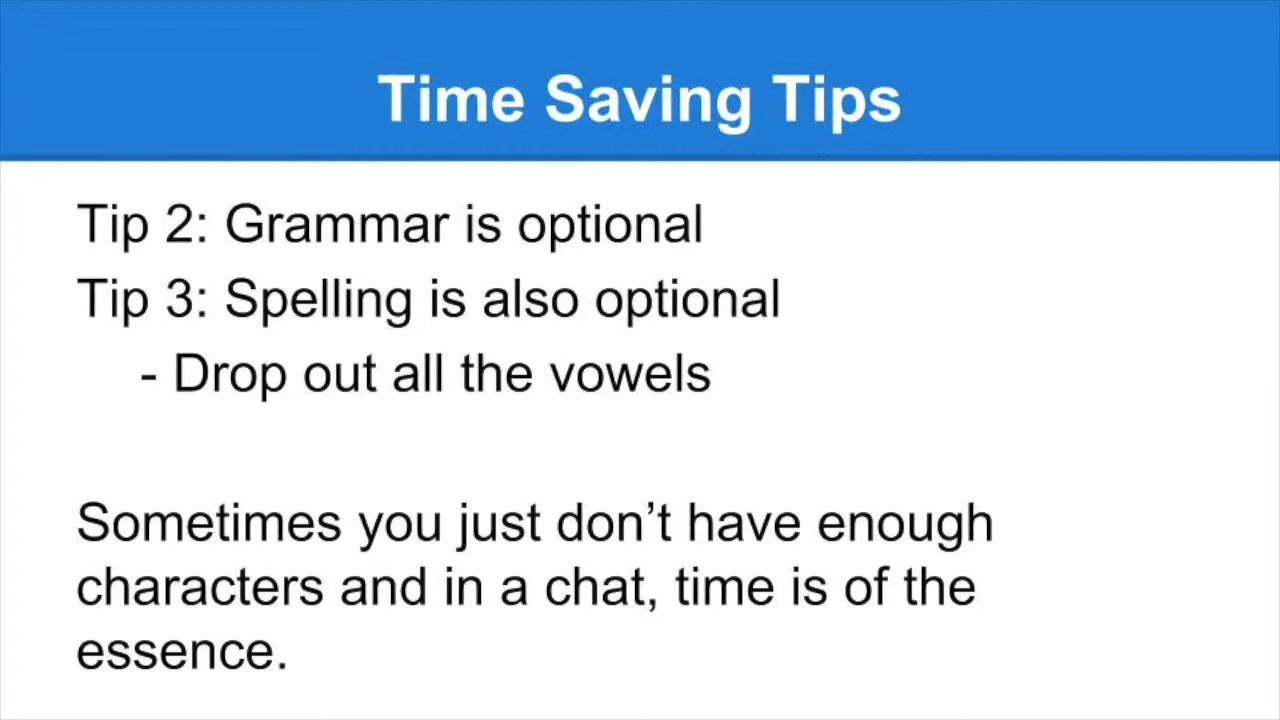 Time Saving Tips
Tip 2: Grammar is optional
Tip 3: Spelling is also optional
- Drop out all the vowels
Sometimes you just don’t have enough
characters and in a chat, time is of the
essence.